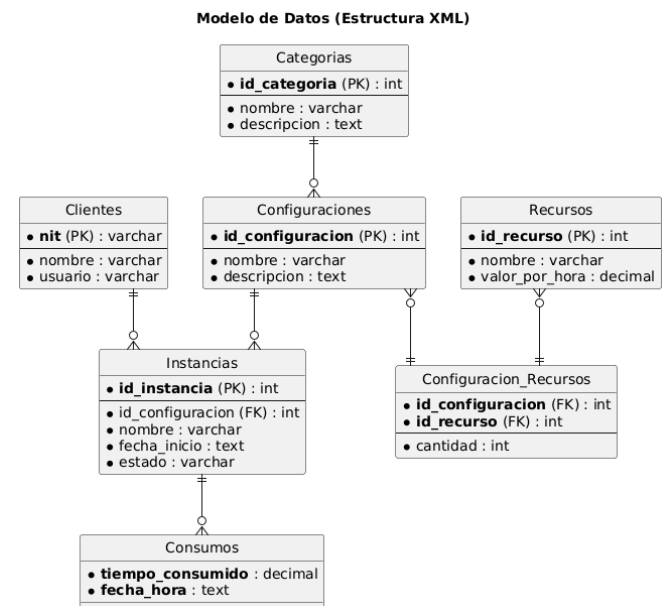 Modelo de Datos (Estructura XML)
Categorias
id_categoria (PK) : int
nombre : varchar
descripcion : text
Clientes
nit (PK) : varchar
nombre : varchar
usuario : varchar
Configuraciones
id_configuracion (PK) : int
nombre : varchar
descripcion : text
Recursos
id_recurso (PK) : int
nombre : varchar
valor_por_hora : decimal
Instancias
id_instancia (PK) : int
id_configuracion (FK) : int
nombre : varchar
fecha_inicio : text
estado : varchar
Configuracion_Recursos
id_configuracion (FK) : int
id_recurso (FK) : int
cantidad : int
Consumos
tiempo_consumido : decimal
fecha_hora : text